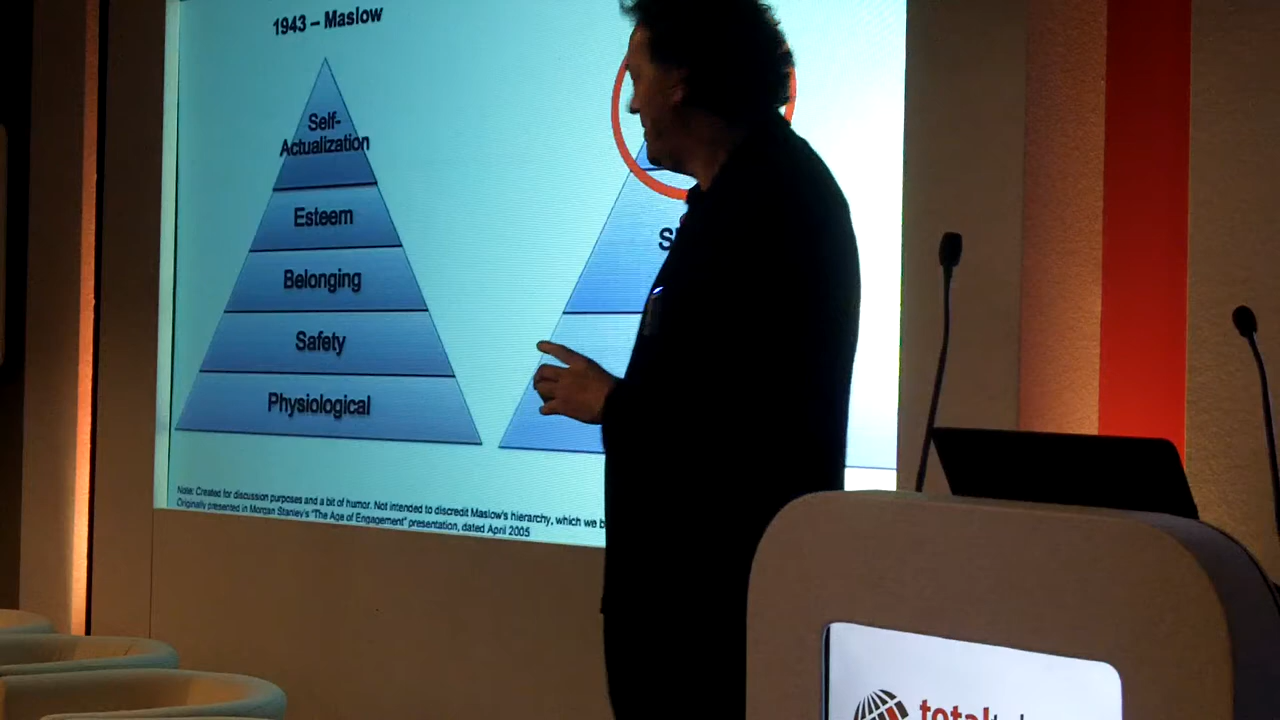 1943 – Maslow
Self-
Actualization
Esteem
Belonging
Safety
Physiological
Note: Created for discussion purposes and a bit of humor. Not intended to discredit Maslow's hierarchy, which we
Originally presented in Morgan Stanley's "The Age of Engagement" presentation, dated April 2005
total